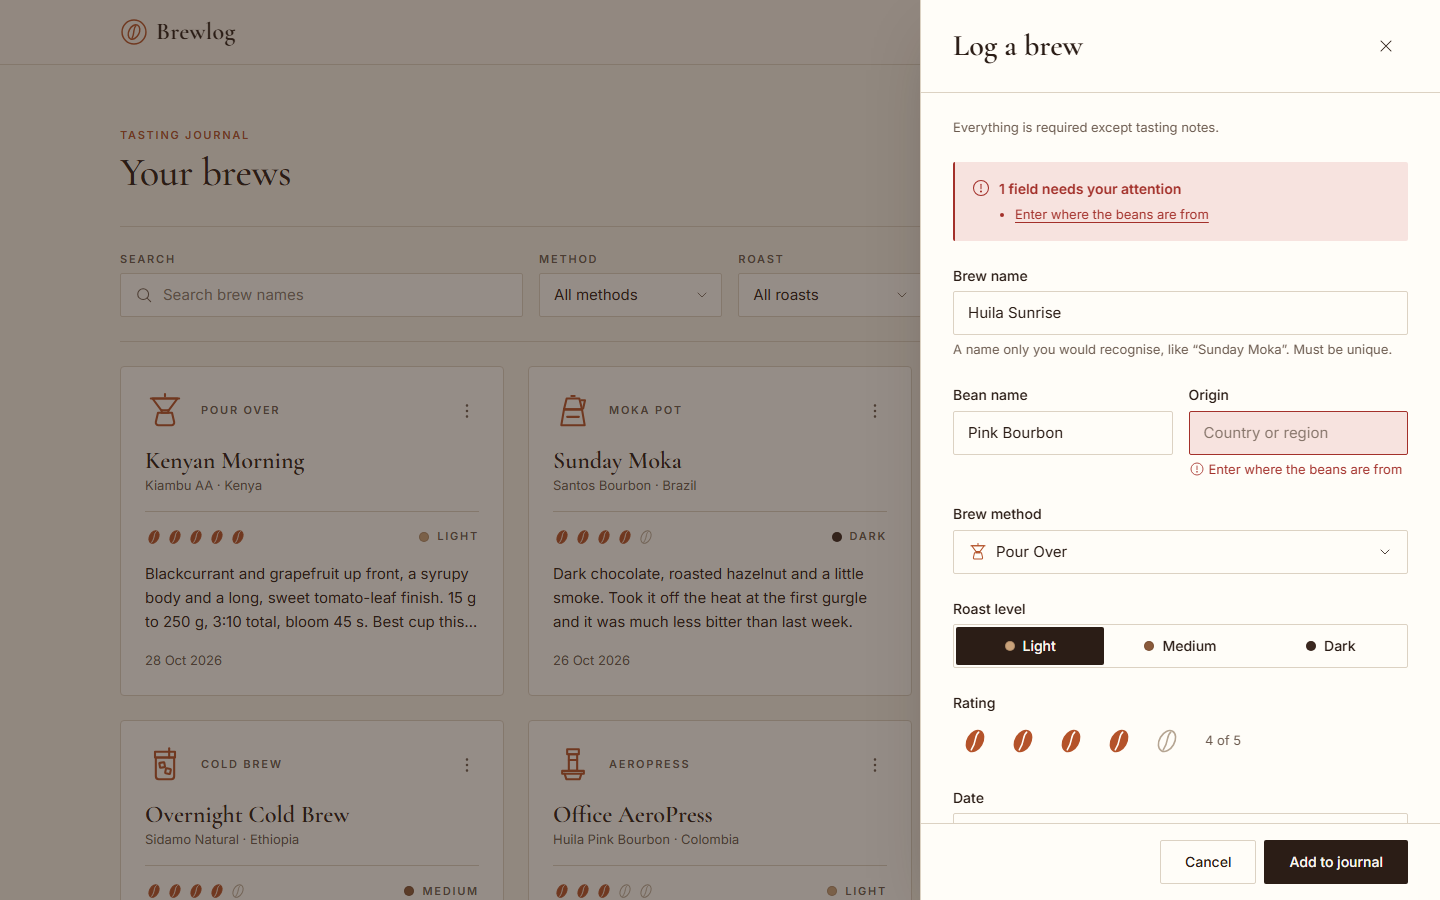 Brewlog
TASTING JOURNAL
Your brews
SEARCH
METHOD
ROAST
Search brew names
All methods
All roasts
POUR OVER
Kenyan Morning
Kiambu AA · Kenya
LIGHT
Blackcurrant and grapefruit up front, a syrupy
body and a long, sweet tomato-leaf finish. 15 g
to 250 g, 3:10 total, bloom 45 s. Best cup this…
28 Oct 2026
MOKA POT
Sunday Moka
Santos Bourbon · Brazil
DARK
Dark chocolate, roasted hazelnut and a little
smoke. Took it off the heat at the first gurgle
and it was much less bitter than last week.
26 Oct 2026
COLD BREW
Overnight Cold Brew
Sidamo Natural · Ethiopia
MEDIUM
AEROPRESS
Office AeroPress
Huila Pink Bourbon · Colombia
LIGHT
Log a brew
Everything is required except tasting notes.
1 field needs your attention
• Enter where the beans are from
Brew name
Huila Sunrise
A name only you would recognise, like “Sunday Moka”. Must be unique.
Bean name
Pink Bourbon
Origin
Country or region
Enter where the beans are from
Brew method
Pour Over
Roast level
Light
Medium
Dark
Rating
4 of 5
Date
Cancel
Add to journal